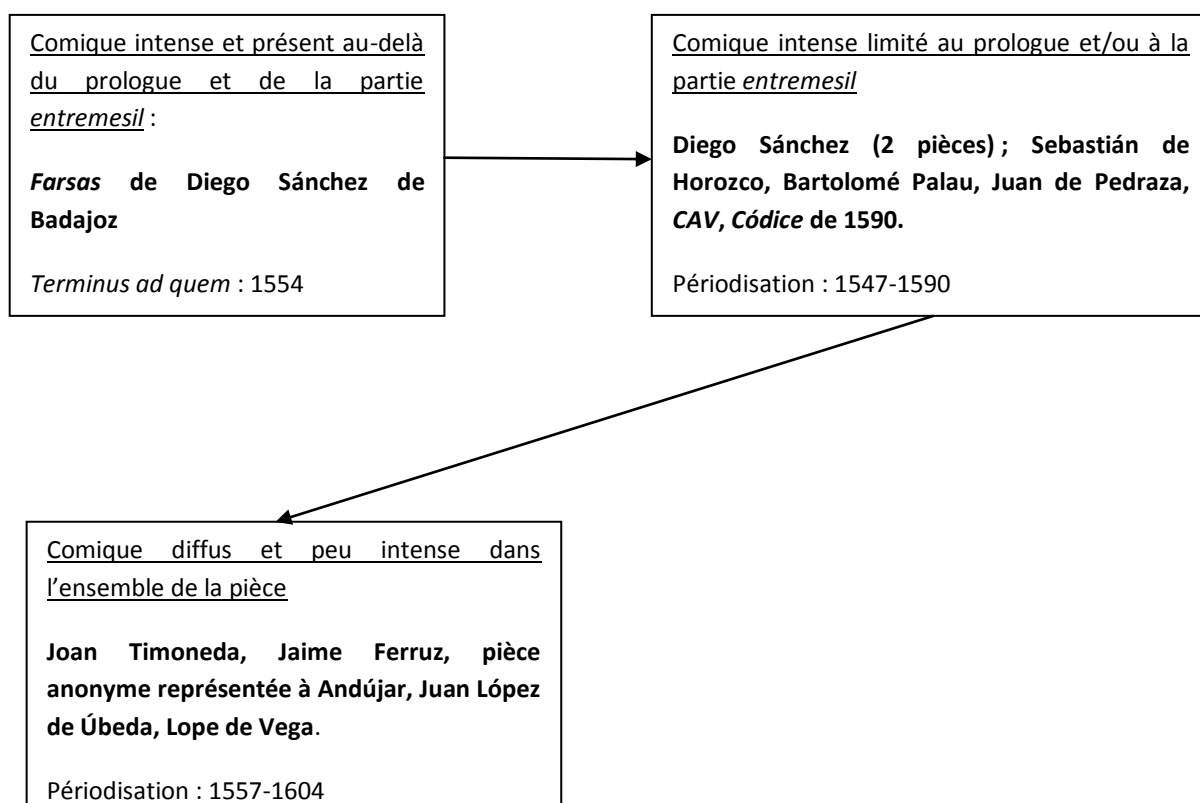 Comique intense et présent au-delà
du prologue et de la partie
entremesil :
Farsas de Diego Sánchez de
Badajoz
Terminus ad quem : 1554
Comique intense limité au prologue et/ou à la
partie entremesil
Diego Sánchez (2 pièces) ; Sebastián de
Horozco, Bartolomé Palau, Juan de Pedraza,
CAV, Códice de 1590.
Périodisation : 1547-1590
Comique diffus et peu intense dans
l’ensemble de la pièce
Joan Timoneda, Jaime Ferruz, pièce
anonyme représentée à Andújar, Juan López
de Úbeda, Lope de Vega.
Périodisation : 1557-1604